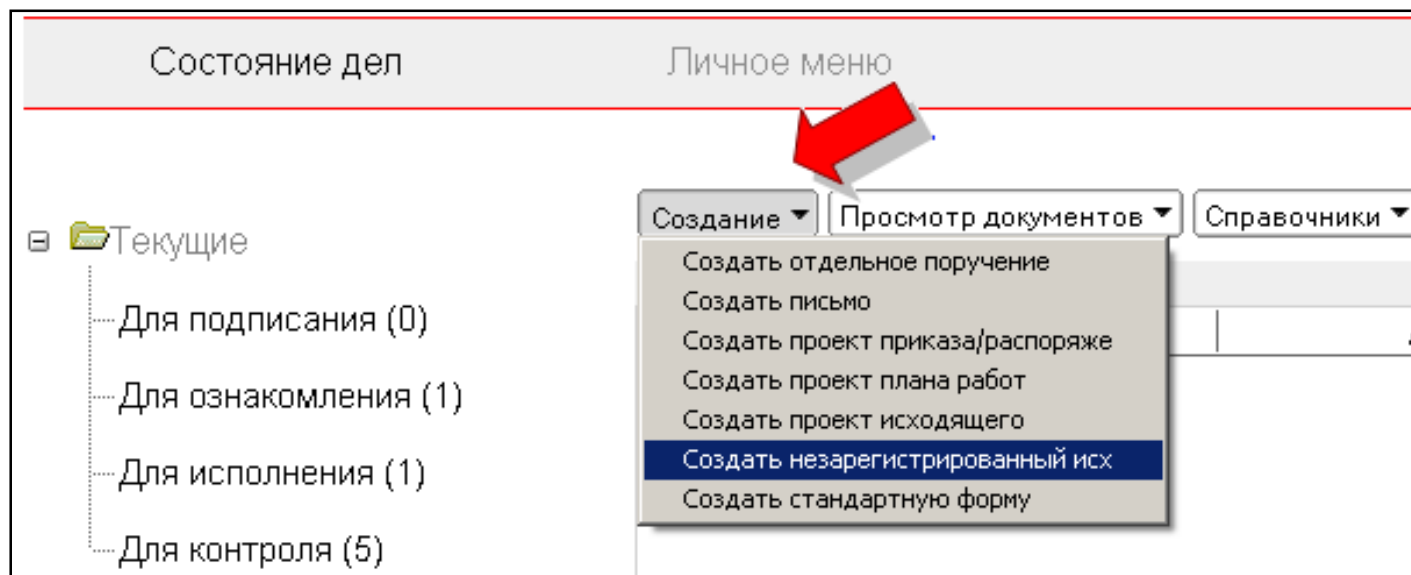 Состояние дел Личное меню
Создание Просмотр документов Справочники
Текущие
Создать отдельное поручение
Создать письмо
Для подписания (0)
Создать проект приказа/распоряже
Создать проект плана работ
Для ознакомления (1)
Создать проект исходящего
Создать незарегистрированный исх
Для исполнения (1)
Создать стандартную форму
Для контроля (5)